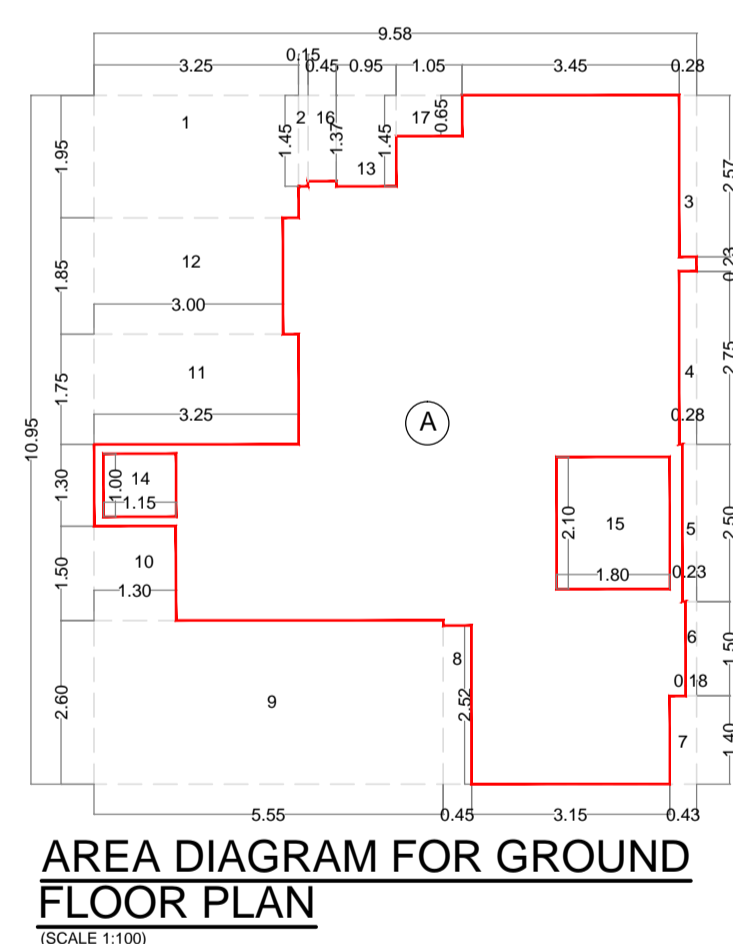 9.58
0.15
3.25 0.45 0.95 1.05 3.45 0.28
1 2 16 17 0.65
1.45 1.37 1.45
1.95 13 2.57
3
12 0.23
1.85 3.00
2.75
11 4
1.75 3.25 0.28
A
10.95
1.30 14 1.00 1.15
15 2.10 1.80
5 2.50 0.23
10 1.50 1.30
6 1.50 0.18
8
9 2.60 2.52
7 1.40
5.55 0.45 3.15 0.43
AREA DIAGRAM FOR GROUND
FLOOR PLAN
(SCALE 1:100)